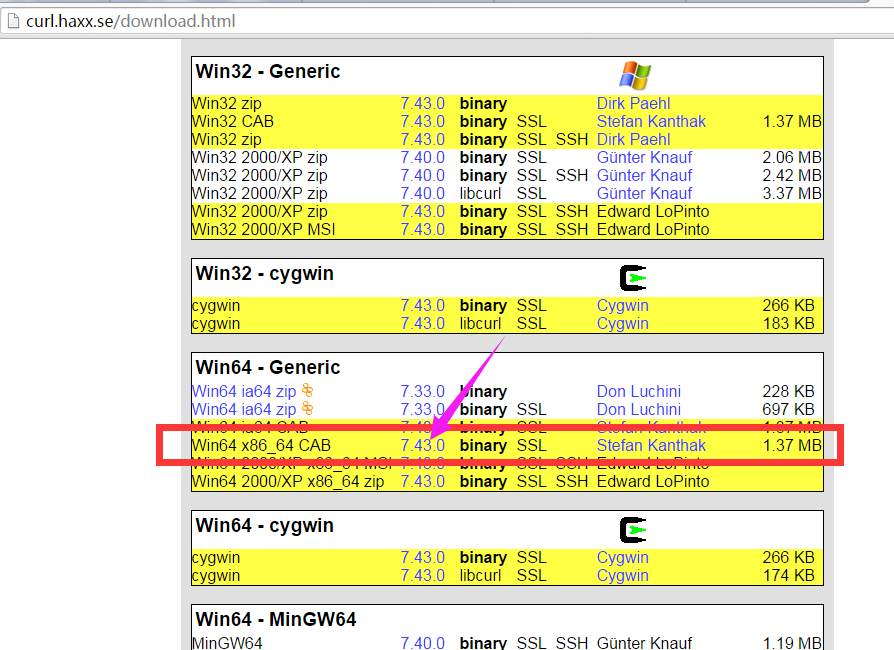 curl.haxx.se/download.html
Win32 - Generic
Win32 zip 7.43.0 binary Dirk Paehl
Win32 CAB 7.43.0 binary SSL Stefan Kanthak 1.37 MB
Win32 zip 7.43.0 binary SSL SSH Dirk Paehl
Win32 2000/XP zip 7.40.0 binary SSL Günter Knauf 2.06 MB
Win32 2000/XP zip 7.40.0 binary SSL SSH Günter Knauf 2.42 MB
Win32 2000/XP zip 7.40.0 libcurl SSL Günter Knauf 3.37 MB
Win32 2000/XP zip 7.43.0 binary SSL SSH Edward LoPinto
Win32 2000/XP MSI 7.43.0 binary SSL SSH Edward LoPinto
Win32 - cygwin
cygwin 7.43.0 binary SSL Cygwin 266 KB
cygwin 7.43.0 libcurl SSL Cygwin 183 KB
Win64 - Generic
Win64 ia64 zip 7.33.0 binary Don Luchini 228 KB
Win64 ia64 zip 7.33.0 binary SSL Don Luchini 697 KB
Win64 ia64 CAB binary SSL Stefan Kanthak 1.37 MB
Win64 x86_64 CAB 7.43.0 binary SSL Stefan Kanthak 1.37 MB
Win64 2000/XP x86_64 MSI 7.43.0 binary SSL SSH Edward LoPinto
Win64 2000/XP x86_64 zip 7.43.0 binary SSL SSH Edward LoPinto
Win64 - cygwin
cygwin 7.43.0 binary SSL Cygwin 266 KB
cygwin 7.43.0 libcurl SSL Cygwin 174 KB
Win64 - MinGW64
MinGW64 7.40.0 binary SSL SSH Günter Knauf 1.19 MB